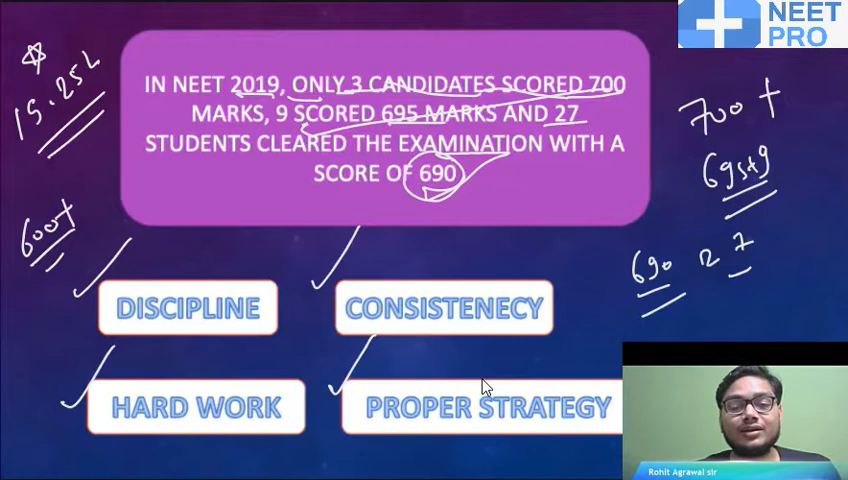 NEET
PRO
IN NEET 2019, ONLY 3 CANDIDATES SCORED 700
MARKS, 9 SCORED 695 MARKS AND 27
STUDENTS CLEARED THE EXAMINATION WITH A
SCORE OF 690
15.25L
700+
695+9
600+
690 27
DISCIPLINE
CONSISTENECY
HARD WORK
PROPER STRATEGY
Rohit Agrawal sir